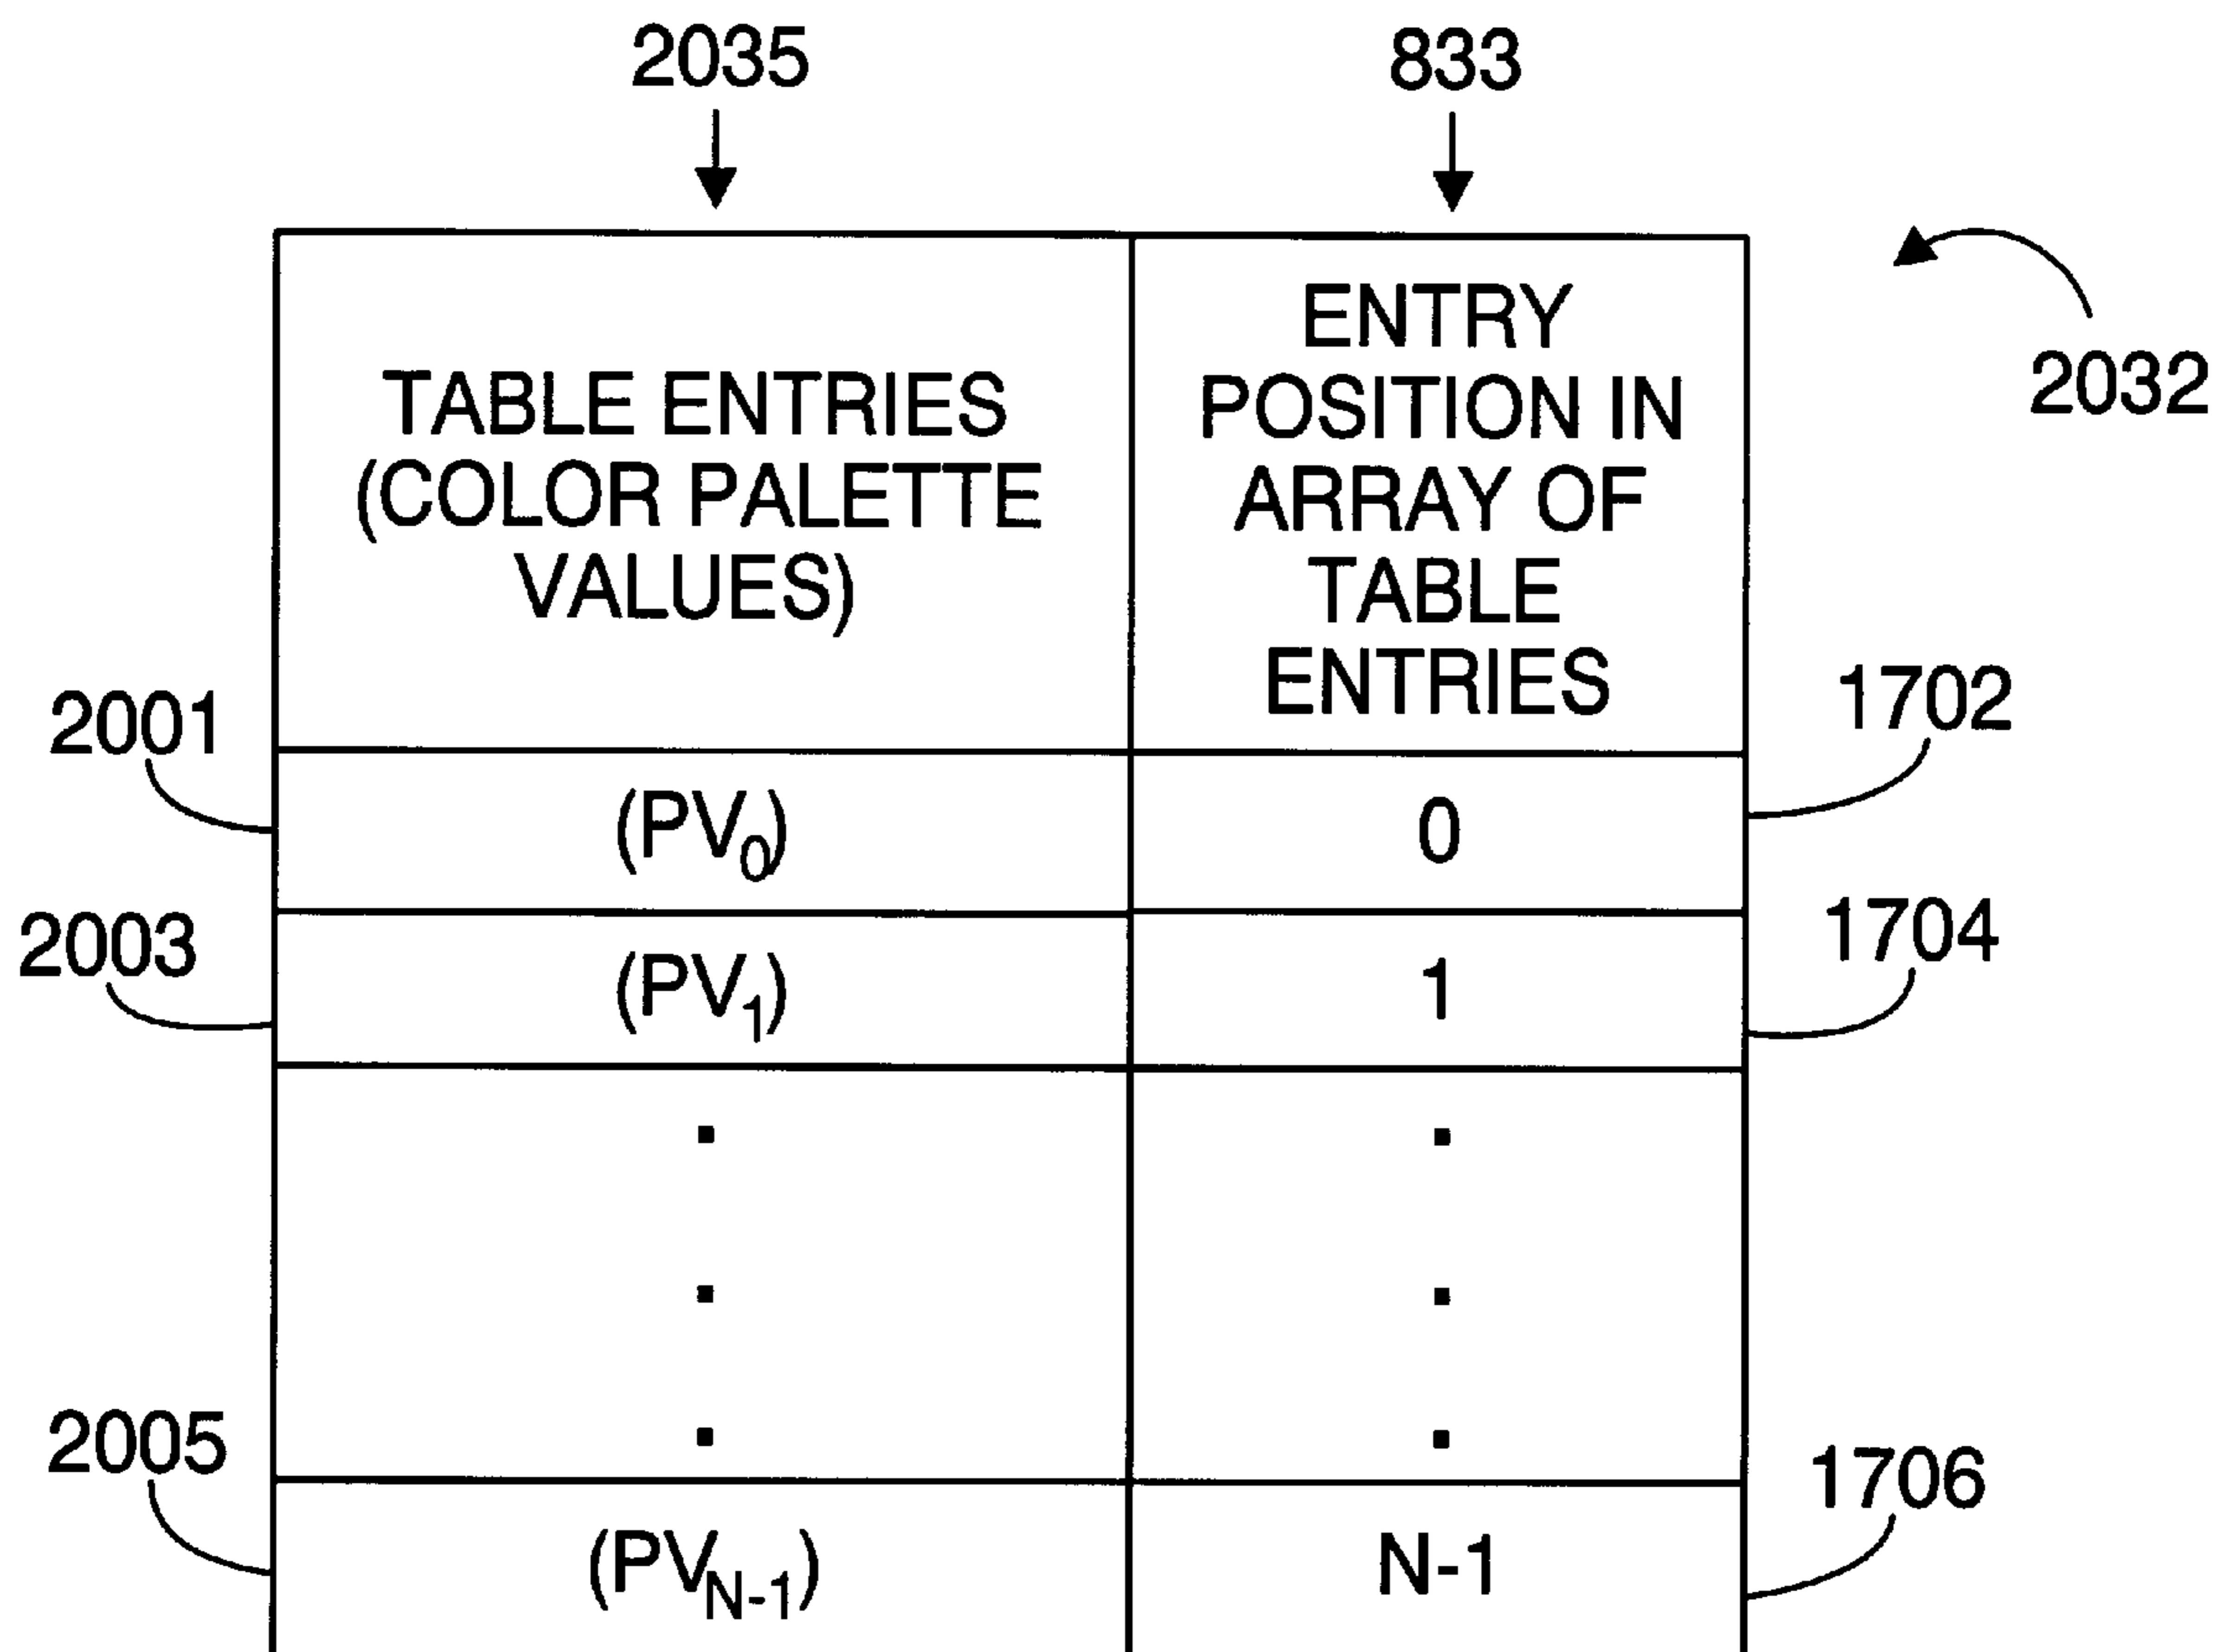 2035
833
2032
TABLE ENTRIES
(COLOR PALETTE
VALUES)
ENTRY
POSITION IN
ARRAY OF
TABLE
ENTRIES
2001
1702
(PV0)
0
2003
1704
(PV1)
1
2005
1706
(PVN-1)
N-1